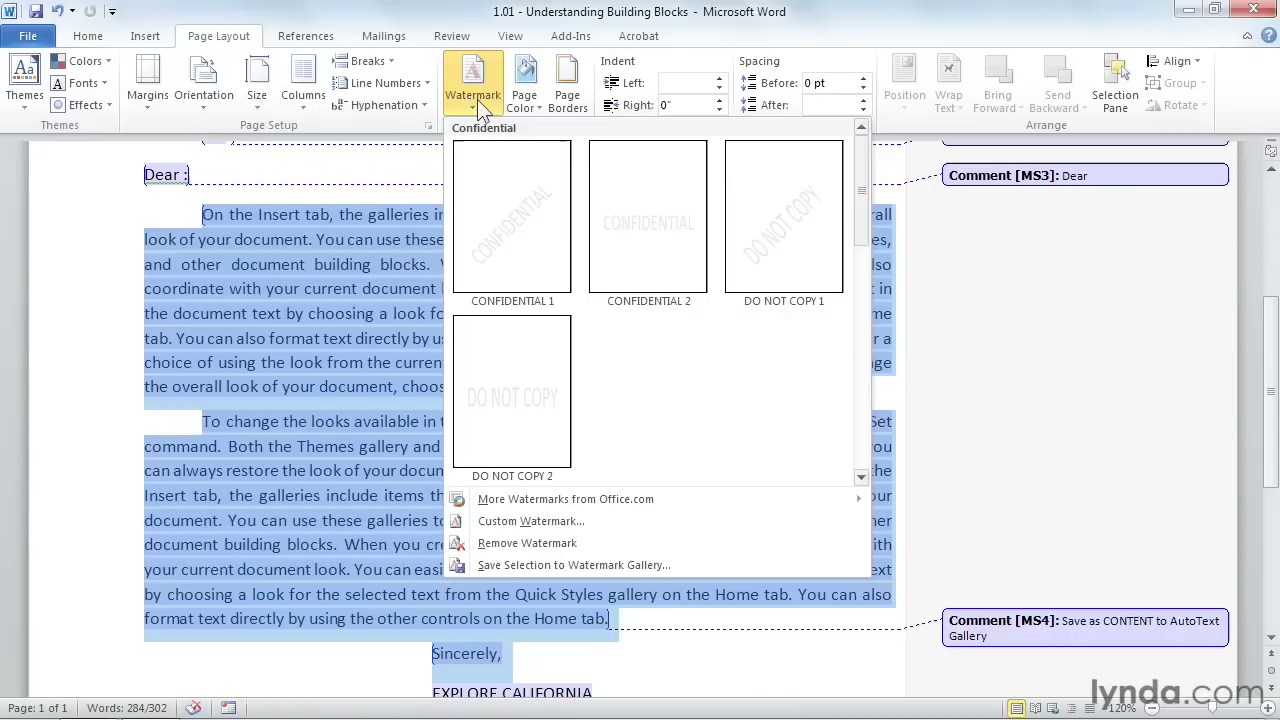 1.01 - Understanding Building Blocks - Microsoft Word
File Home Insert Page Layout References Mailings Review View Add-Ins Acrobat
Themes
Colors
Fonts
Effects
Themes
Margins
Orientation
Size
Columns
Breaks
Line Numbers
Hyphenation
Page Setup
Watermark
Page Color
Page Borders
Indent
Left:
Right: 0"
Spacing
Before: 0 pt
After:
Position
Wrap Text
Bring Forward
Send Backward
Selection Pane
Align
Group
Rotate
Arrange
Confidential
CONFIDENTIAL
CONFIDENTIAL
DO NOT COPY
CONFIDENTIAL 1
CONFIDENTIAL 2
DO NOT COPY 1
DO NOT COPY
DO NOT COPY 2
More Watermarks from Office.com
Custom Watermark...
Remove Watermark
Save Selection to Watermark Gallery...
Dear :
On the Insert tab, the galleries
look of your document. You can use these
and other document building blocks.
coordinate with your current document in
the document text by choosing a look
tab. You can also format text directly by a
choice of using the look from the current
the overall look of your document,
To change the looks available in Set
command. Both the Themes gallery and you
can always restore the look of your the
Insert tab, the galleries include items
document. You can use these galleries
document building blocks. When you
your current document look. You can
by choosing a look for the selected text from the Quick Styles gallery on the Home tab. You can also
format text directly by using the other controls on the Home tab.
Sincerely,
EXPLORE CALIFORNIA
Comment [MS3]: Dear
Comment [MS4]: Save as CONTENT to AutoText
Gallery
Page: 1 of 1 Words: 284/302
120%
lynda.com